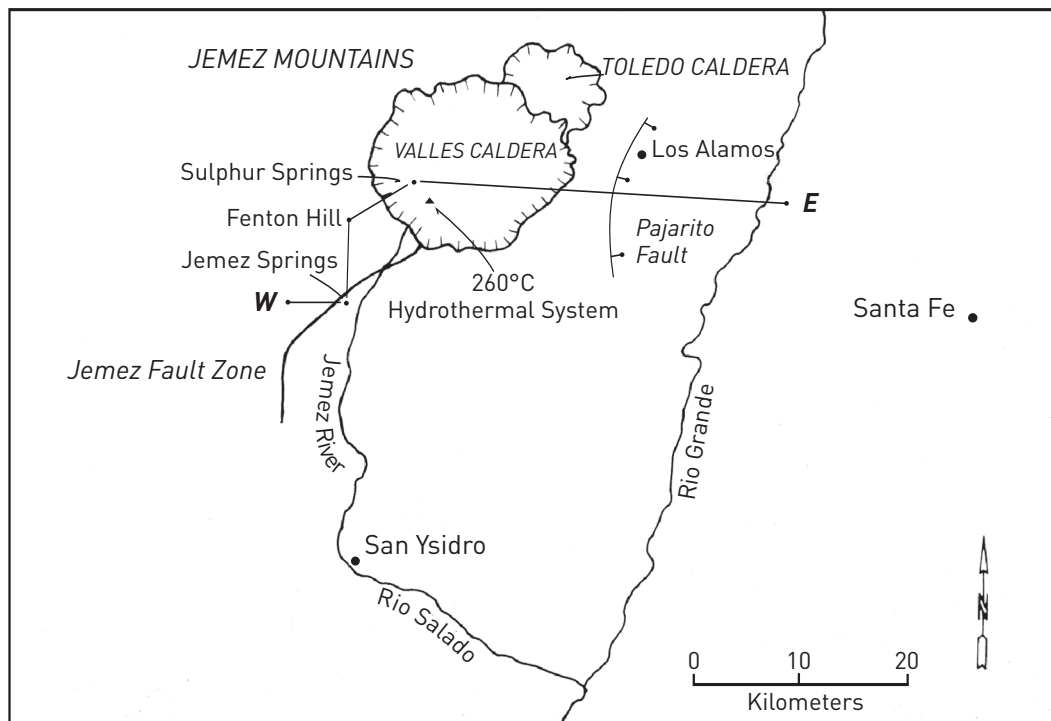 JEMEZ MOUNTAINS
TOLEDO CALDERA
VALLES CALDERA
Los Alamos
Sulphur Springs
Fenton Hill
E
Pajarito
Fault
Jemez Springs
260°C
Hydrothermal System
W
Santa Fe
Jemez Fault Zone
Jemez River
Rio Grande
San Ysidro
Rio Salado
N
0 10 20
Kilometers